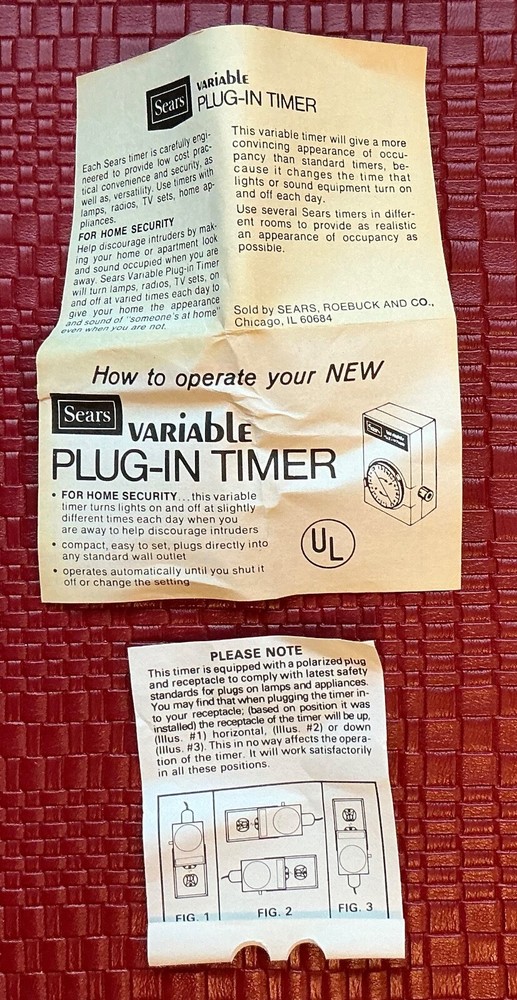 Sears
VARIABLE
PLUG-IN TIMER
Each Sears timer is carefully engi-
neered to provide low cost prac-
tical convenience and security, as
well as, versatility. Use timers with
lamps, radios, TV sets, home ap-
pliances.
FOR HOME SECURITY
Help discourage intruders by mak-
ing your home or apartment look
and sound occupied when you are
away. Sears Variable Plug-in Timer
will turn lamps, radios, TV sets, on
and off at varied times each day to
give your home the appearance
and sound of "someone's at home"
even when you are not.
This variable timer will give a more
convincing appearance of occu-
pancy than standard timers, be-
cause it changes the time that
lights or sound equipment turn on
and off each day.
Use several Sears timers in differ-
ent rooms to provide as realistic
an appearance of occupancy as
possible.
Sold by SEARS, ROEBUCK AND CO.,
Chicago, IL 60684
How to operate your NEW
Sears
VARIABLE
PLUG-IN TIMER
• FOR HOME SECURITY...this variable
timer turns lights on and off at slightly
different times each day when you
are away to help discourage intruders
• compact, easy to set, plugs directly into
any standard wall outlet
• operates automatically until you shut it
off or change the setting
UL
Sears
PLEASE NOTE
This timer is equipped with a polarized plug
and receptacle to comply with latest safety
standards for plugs on lamps and appliances.
You may find that when plugging the timer in-
to your receptacle; (based on position it was
installed) the receptacle of the timer will be up,
(Illus. #1) horizontal, (Illus. #2) or down
(Illus. #3). This in no way affects the opera-
tion of the timer. It will work satisfactorily
in all these positions.
FIG. 1
FIG. 2
FIG. 3